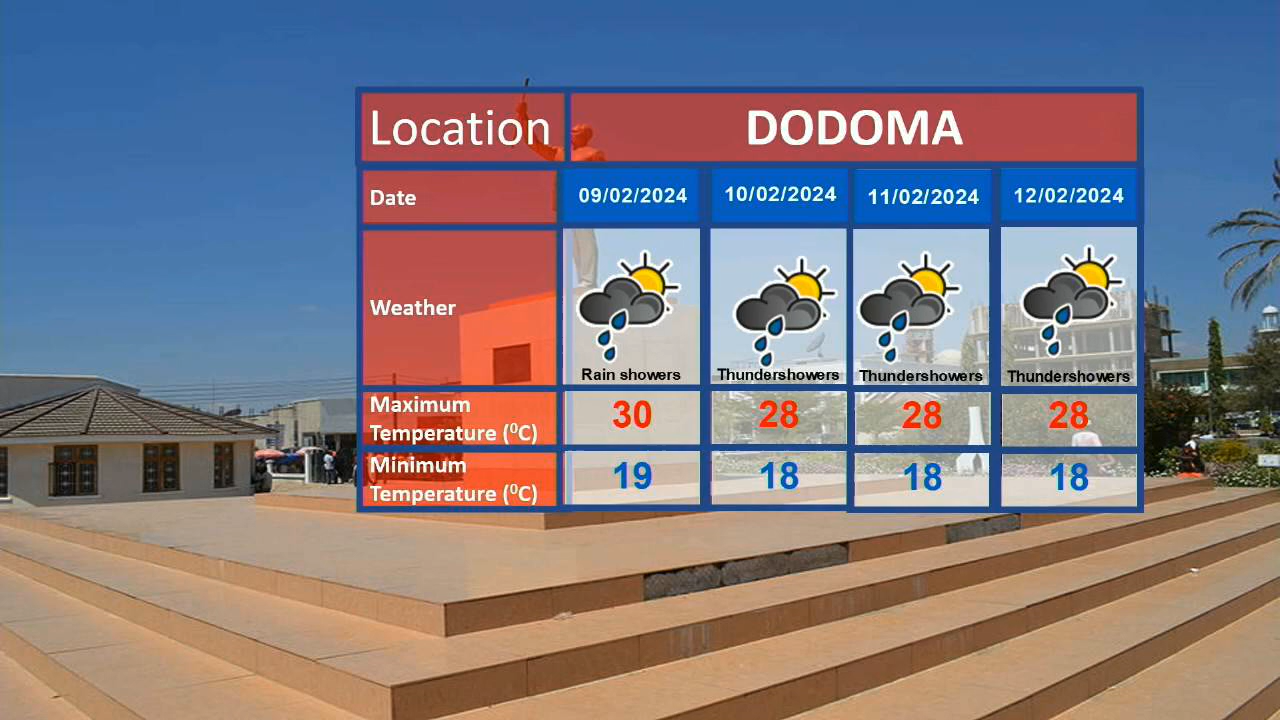 Location DODOMA
Date 09/02/2024 10/02/2024 11/02/2024 12/02/2024
Weather Rain showers Thundershowers Thundershowers Thundershowers
Maximum
Temperature (⁰C) 30 28 28 28
Minimum
Temperature (⁰C) 19 18 18 18